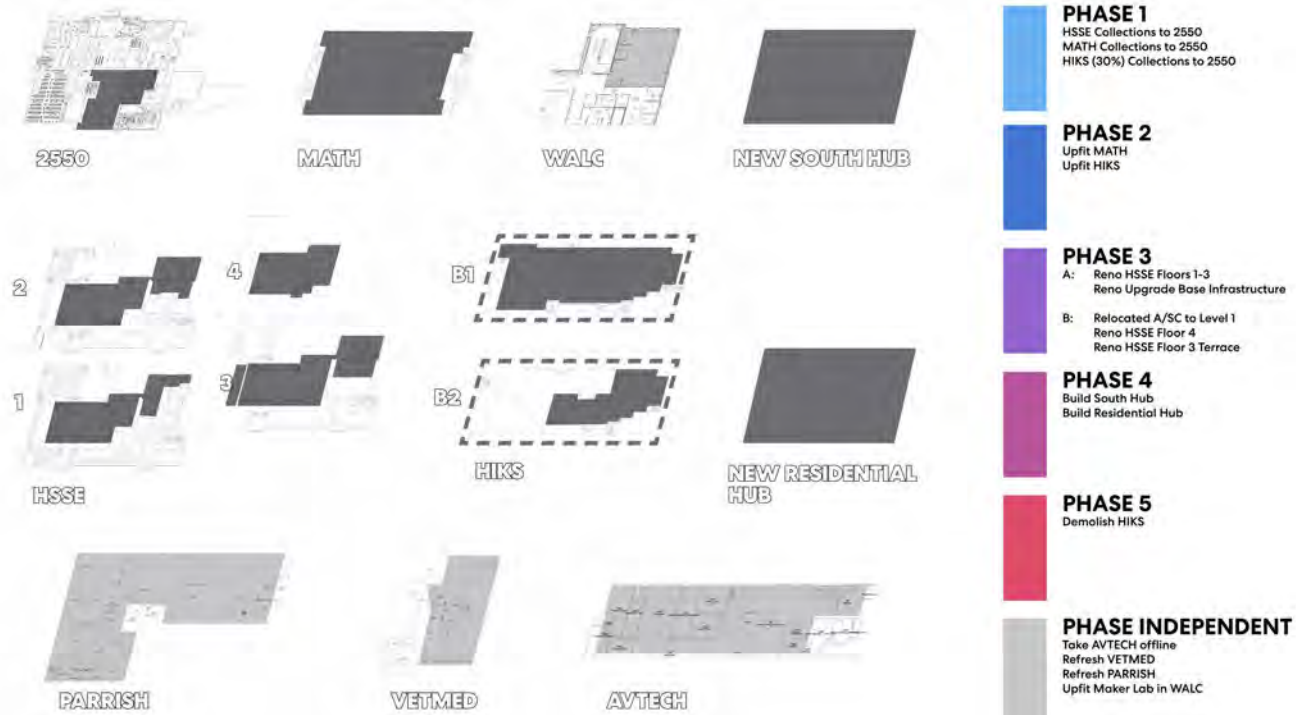 2550
MATH
WALC
NEW SOUTH HUB
2
4
1
3
HSSE
B1
B2
HIKS
NEW RESIDENTIAL
HUB
PARRISH
VETMED
AVTECH
PHASE 1
HSSE Collections to 2550
MATH Collections to 2550
HIKS (30%) Collections to 2550
PHASE 2
Upfit MATH
Upfit HIKS
PHASE 3
A: Reno HSSE Floors 1-3
Reno Upgrade Base Infrastructure
B: Relocated A/SC to Level 1
Reno HSSE Floor 4
Reno HSSE Floor 3 Terrace
PHASE 4
Build South Hub
Build Residential Hub
PHASE 5
Demolish HIKS
PHASE INDEPENDENT
Take AVTECH offline
Refresh VETMED
Refresh PARRISH
Upfit Maker Lab in WALC